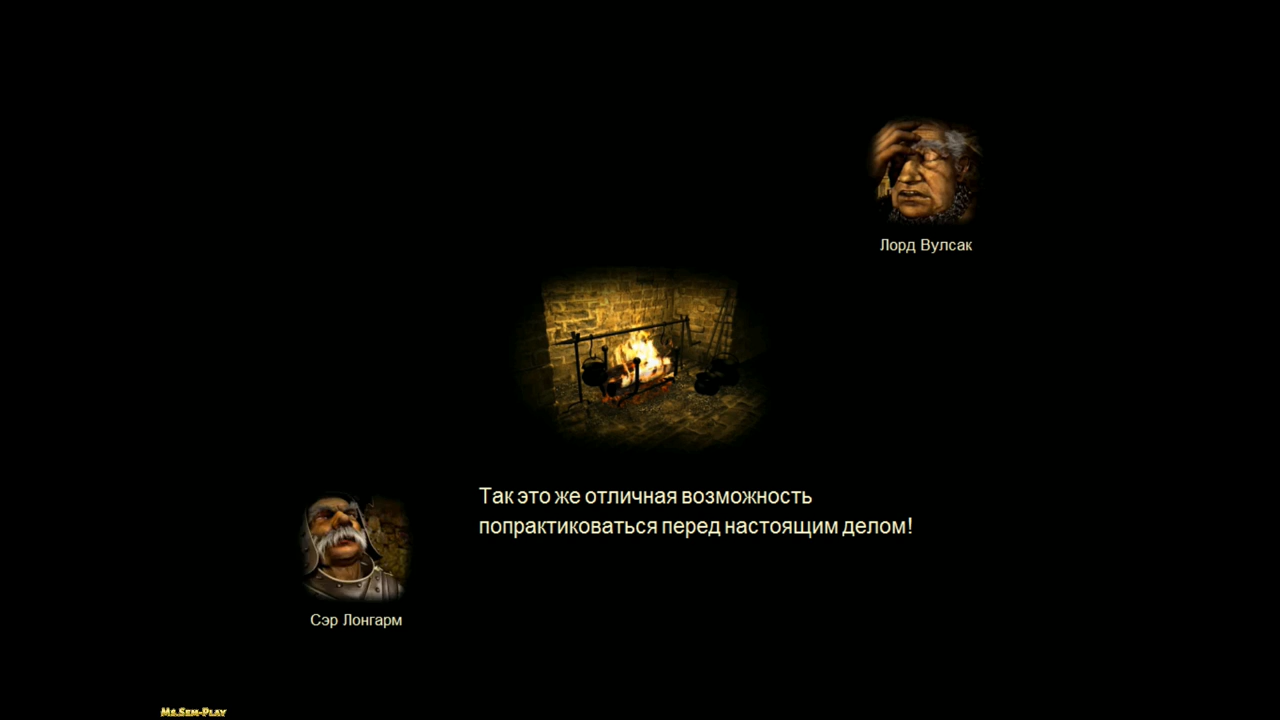 Лорд Вулсак
Так это же отличная возможность
попрактиковаться перед настоящим делом!
Сэр Лонгарм
Mr.Sem-Play